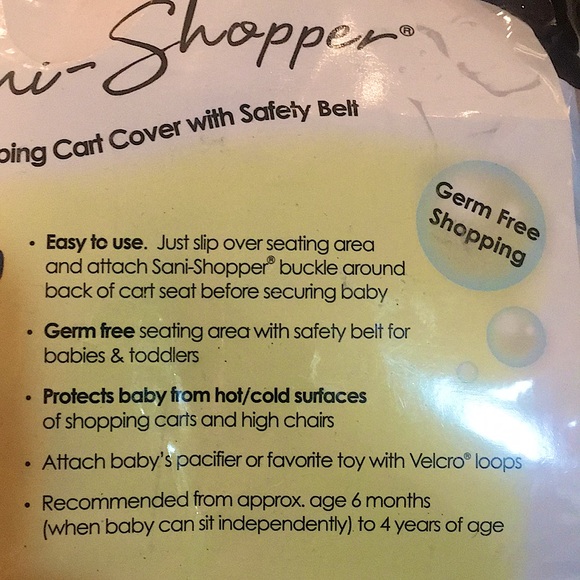 ni-Shopper®
ping Cart Cover with Safety Belt
Germ Free
Shopping
• Easy to use. Just slip over seating area
and attach Sani-Shopper® buckle around
back of cart seat before securing baby
• Germ free seating area with safety belt for
babies & toddlers
• Protects baby from hot/cold surfaces
of shopping carts and high chairs
• Attach baby's pacifier or favorite toy with Velcro® loops
• Recommended from approx. age 6 months
(when baby can sit independently) to 4 years of age